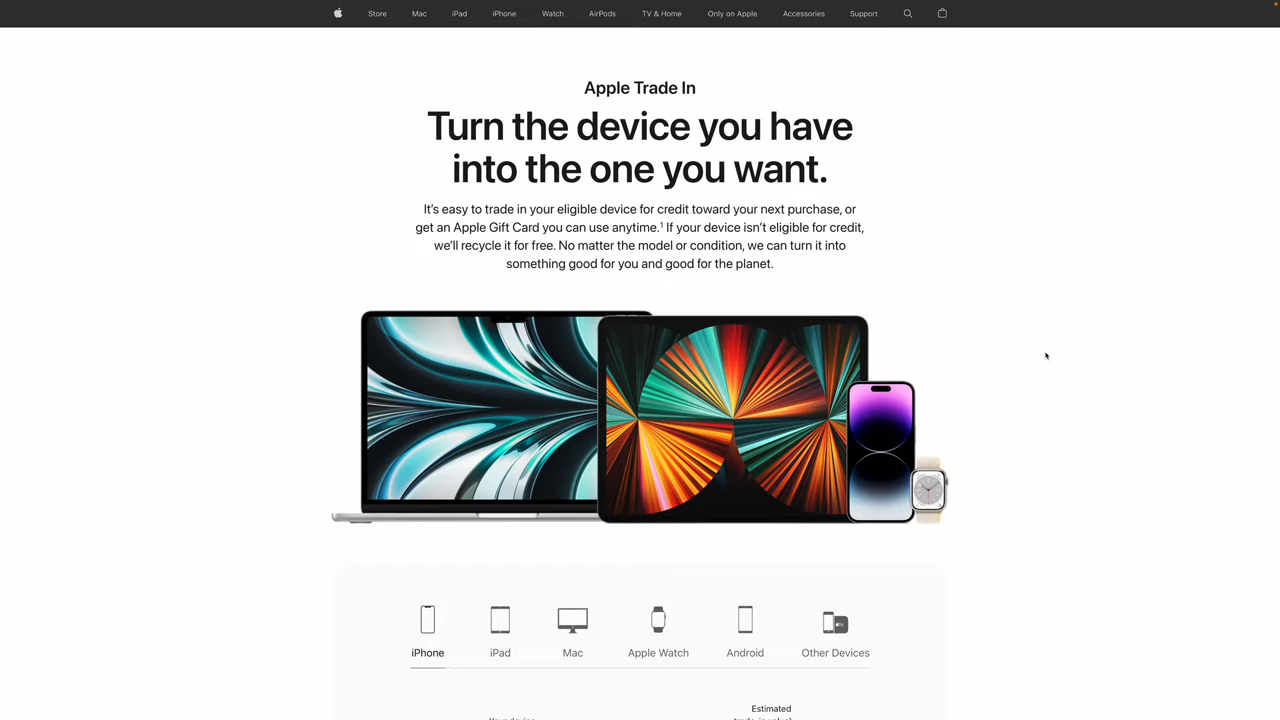 Store Mac iPad iPhone Watch AirPods TV & Home Only on Apple Accessories Support
Apple Trade In
Turn the device you have
into the one you want.
It’s easy to trade in your eligible device for credit toward your next purchase, or
get an Apple Gift Card you can use anytime.¹ If your device isn’t eligible for credit,
we’ll recycle it for free. No matter the model or condition, we can turn it into
something good for you and good for the planet.
iPhone iPad Mac Apple Watch Android Other Devices
Estimated